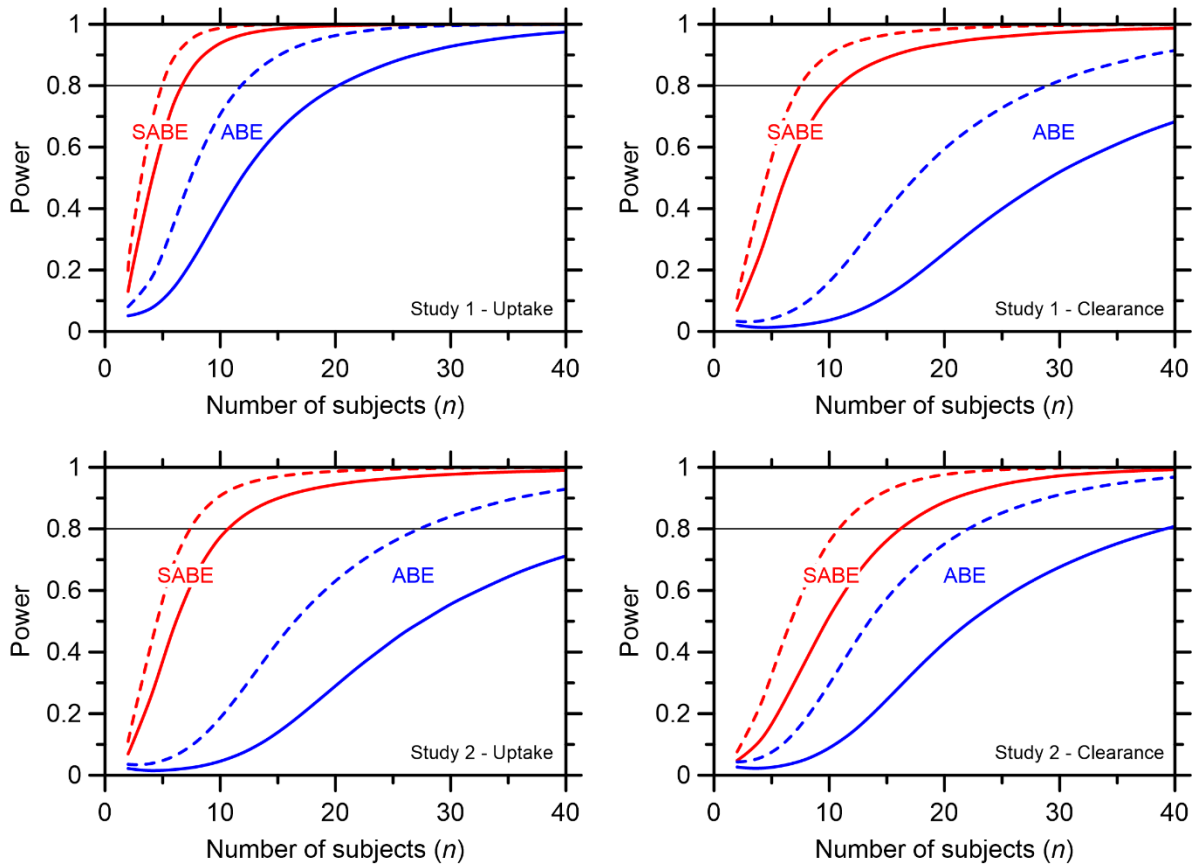 1
0.8
0.6
0.4
0.2
0
Power
SABE
ABE
Study 1 - Uptake
0 10 20 30 40
Number of subjects (n)
1
0.8
0.6
0.4
0.2
0
Power
SABE
ABE
Study 1 - Clearance
0 10 20 30 40
Number of subjects (n)
1
0.8
0.6
0.4
0.2
0
Power
SABE
ABE
Study 2 - Uptake
0 10 20 30 40
Number of subjects (n)
1
0.8
0.6
0.4
0.2
0
Power
SABE
ABE
Study 2 - Clearance
0 10 20 30 40
Number of subjects (n)